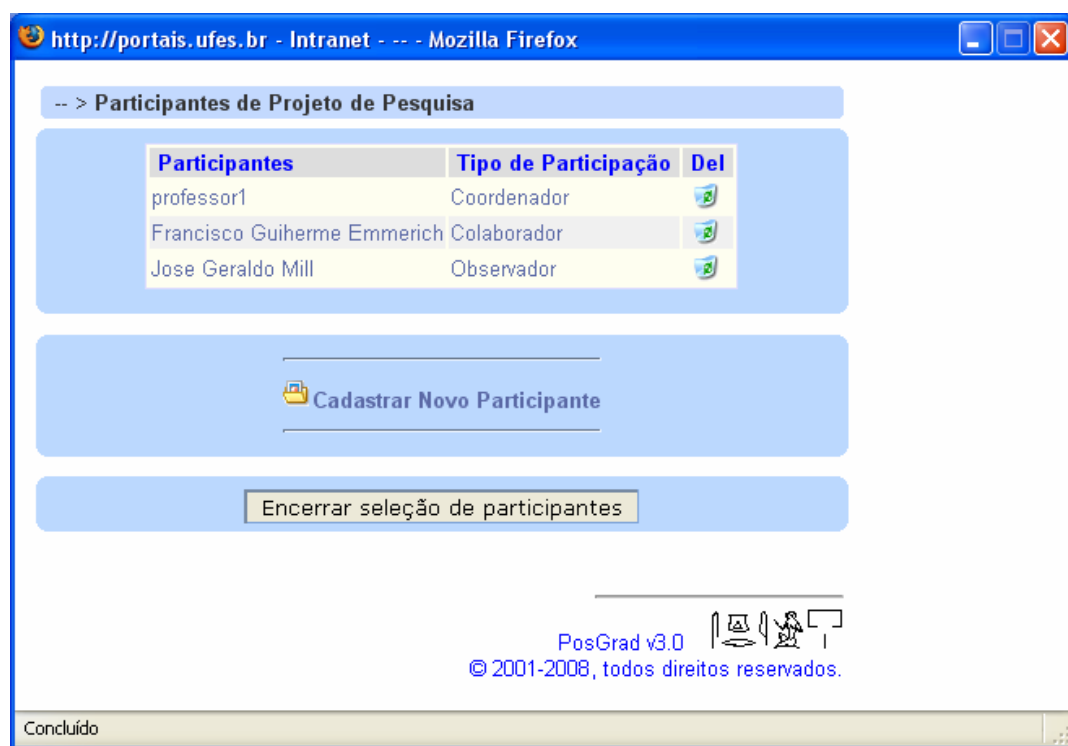 http://portais.ufes.br - Intranet - -- - Mozilla Firefox
-- > Participantes de Projeto de Pesquisa
Participantes Tipo de Participação Del
professor1 Coordenador
Francisco Guiherme Emmerich Colaborador
Jose Geraldo Mill Observador
Cadastrar Novo Participante
Encerrar seleção de participantes
PosGrad v3.0
© 2001-2008, todos direitos reservados.
Concluído